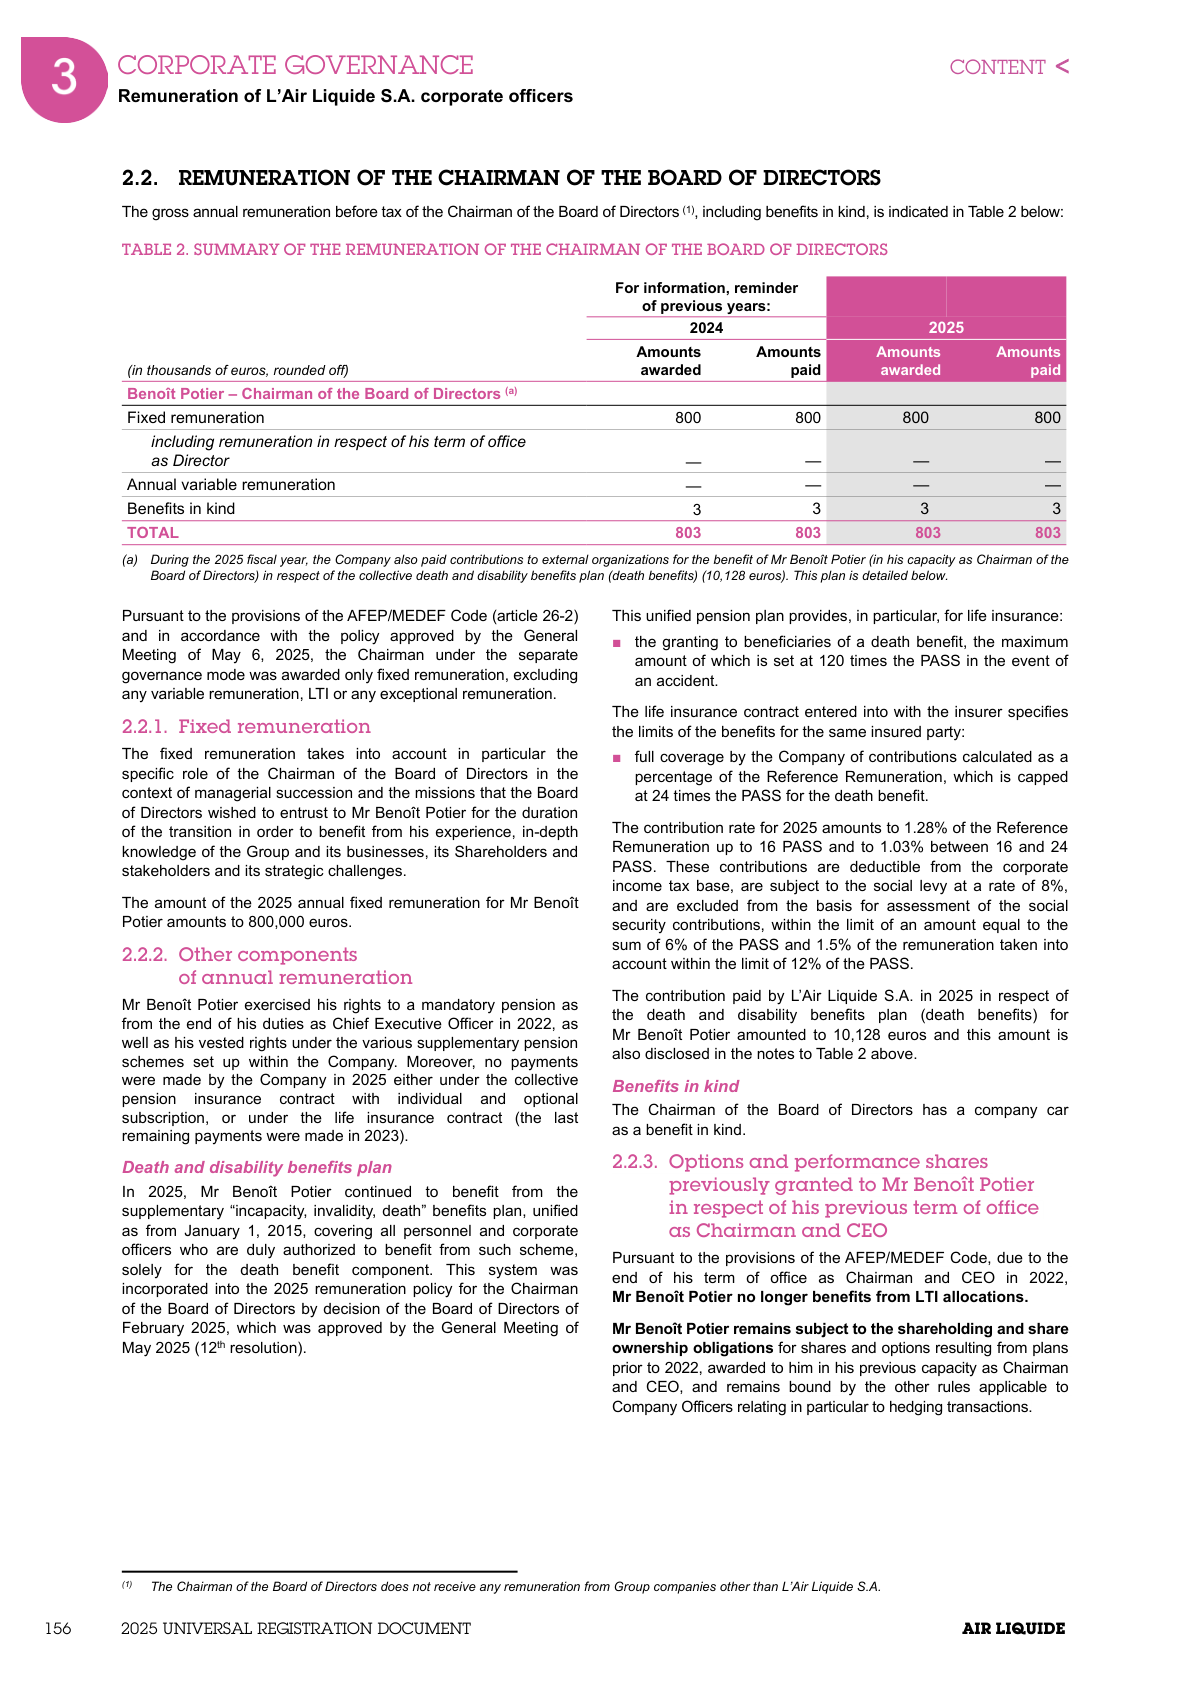 3
CORPORATE GOVERNANCE
CONTENT <
Remuneration of L’Air Liquide S.A. corporate officers
2.2. REMUNERATION OF THE CHAIRMAN OF THE BOARD OF DIRECTORS
The gross annual remuneration before tax of the Chairman of the Board of Directors (1), including benefits in kind, is indicated in Table 2 below:
TABLE 2. SUMMARY OF THE REMUNERATION OF THE CHAIRMAN OF THE BOARD OF DIRECTORS
For information, reminder
of previous years:
2024 2025
Amounts Amounts Amounts Amounts
(in thousands of euros, rounded off) awarded paid awarded paid
Benoît Potier – Chairman of the Board of Directors (a)
Fixed remuneration 800 800 800 800
including remuneration in respect of his term of office
as Director — — — —
Annual variable remuneration — — — —
Benefits in kind 3 3 3 3
TOTAL 803 803 803 803
(a) During the 2025 fiscal year, the Company also paid contributions to external organizations for the benefit of Mr Benoît Potier (in his capacity as Chairman of the
Board of Directors) in respect of the collective death and disability benefits plan (death benefits) (10,128 euros). This plan is detailed below.
Pursuant to the provisions of the AFEP/MEDEF Code (article 26-2)
and in accordance with the policy approved by the General
Meeting of May 6, 2025, the Chairman under the separate
governance mode was awarded only fixed remuneration, excluding
any variable remuneration, LTI or any exceptional remuneration.
2.2.1. Fixed remuneration
The fixed remuneration takes into account in particular the
specific role of the Chairman of the Board of Directors in the
context of managerial succession and the missions that the Board
of Directors wished to entrust to Mr Benoît Potier for the duration
of the transition in order to benefit from his experience, in-depth
knowledge of the Group and its businesses, its Shareholders and
stakeholders and its strategic challenges.
The amount of the 2025 annual fixed remuneration for Mr Benoît
Potier amounts to 800,000 euros.
2.2.2. Other components
of annual remuneration
Mr Benoît Potier exercised his rights to a mandatory pension as
from the end of his duties as Chief Executive Officer in 2022, as
well as his vested rights under the various supplementary pension
schemes set up within the Company. Moreover, no payments
were made by the Company in 2025 either under the collective
pension insurance contract with individual and optional
subscription, or under the life insurance contract (the last
remaining payments were made in 2023).
Death and disability benefits plan
In 2025, Mr Benoît Potier continued to benefit from the
supplementary “incapacity, invalidity, death” benefits plan, unified
as from January 1, 2015, covering all personnel and corporate
officers who are duly authorized to benefit from such scheme,
solely for the death benefit component. This system was
incorporated into the 2025 remuneration policy for the Chairman
of the Board of Directors by decision of the Board of Directors of
February 2025, which was approved by the General Meeting of
May 2025 (12th resolution).
This unified pension plan provides, in particular, for life insurance:
■ the granting to beneficiaries of a death benefit, the maximum
amount of which is set at 120 times the PASS in the event of
an accident.
The life insurance contract entered into with the insurer specifies
the limits of the benefits for the same insured party:
■ full coverage by the Company of contributions calculated as a
percentage of the Reference Remuneration, which is capped
at 24 times the PASS for the death benefit.
The contribution rate for 2025 amounts to 1.28% of the Reference
Remuneration up to 16 PASS and to 1.03% between 16 and 24
PASS. These contributions are deductible from the corporate
income tax base, are subject to the social levy at a rate of 8%,
and are excluded from the basis for assessment of the social
security contributions, within the limit of an amount equal to the
sum of 6% of the PASS and 1.5% of the remuneration taken into
account within the limit of 12% of the PASS.
The contribution paid by L’Air Liquide S.A. in 2025 in respect of
the death and disability benefits plan (death benefits) for
Mr Benoît Potier amounted to 10,128 euros and this amount is
also disclosed in the notes to Table 2 above.
Benefits in kind
The Chairman of the Board of Directors has a company car
as a benefit in kind.
2.2.3. Options and performance shares
previously granted to Mr Benoît Potier
in respect of his previous term of office
as Chairman and CEO
Pursuant to the provisions of the AFEP/MEDEF Code, due to the
end of his term of office as Chairman and CEO in 2022,
Mr Benoît Potier no longer benefits from LTI allocations.
Mr Benoît Potier remains subject to the shareholding and share
ownership obligations for shares and options resulting from plans
prior to 2022, awarded to him in his previous capacity as Chairman
and CEO, and remains bound by the other rules applicable to
Company Officers relating in particular to hedging transactions.
(1) The Chairman of the Board of Directors does not receive any remuneration from Group companies other than L’Air Liquide S.A.
156 2025 UNIVERSAL REGISTRATION DOCUMENT AIR LIQUIDE